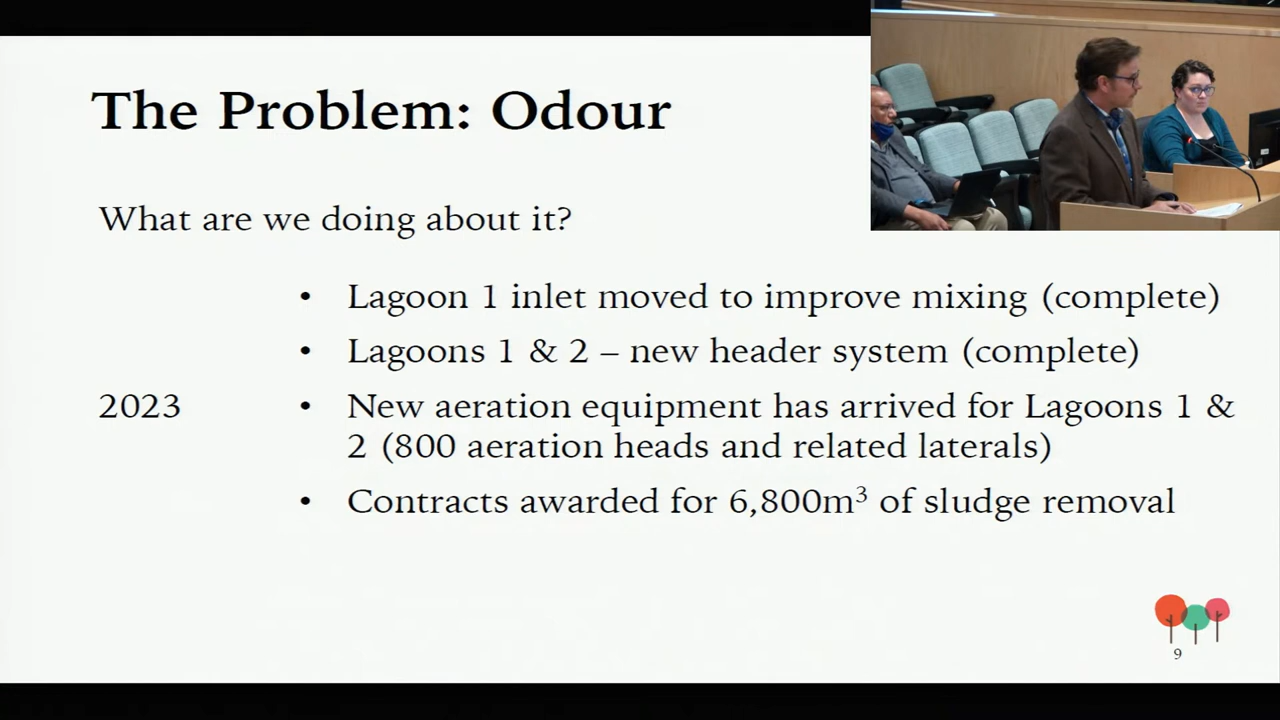 The Problem: Odour
What are we doing about it?
• Lagoon 1 inlet moved to improve mixing (complete)
• Lagoons 1 & 2 – new header system (complete)
2023 • New aeration equipment has arrived for Lagoons 1 &
2 (800 aeration heads and related laterals)
• Contracts awarded for 6,800m³ of sludge removal
9